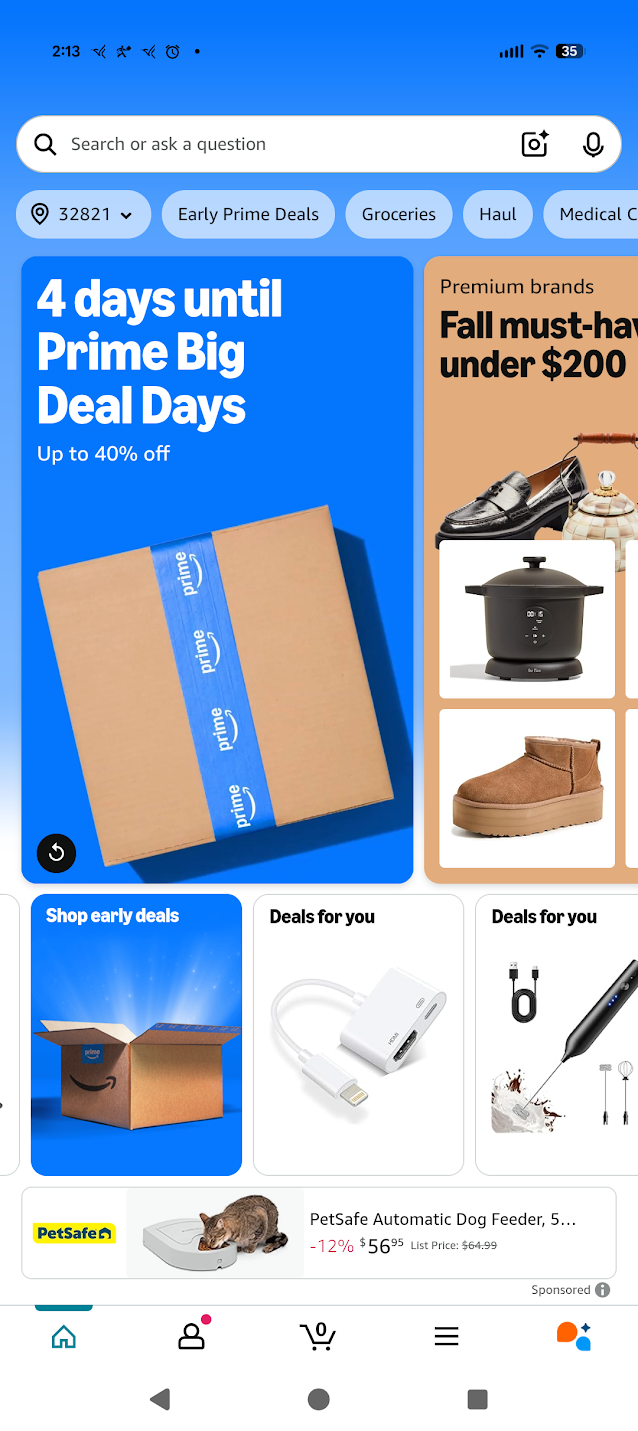 2:13
35
Search or ask a question
32821
Early Prime Deals
Groceries
Haul
Medical C
4 days until
Prime Big
Deal Days
Up to 40% off
prime
prime
prime
prime
Premium brands
Fall must-hav
under $200
Shop early deals
prime
Deals for you
HDMI
Deals for you
PetSafe
PetSafe Automatic Dog Feeder, 5...
-12% $5695 List Price: $64.99
Sponsored
0